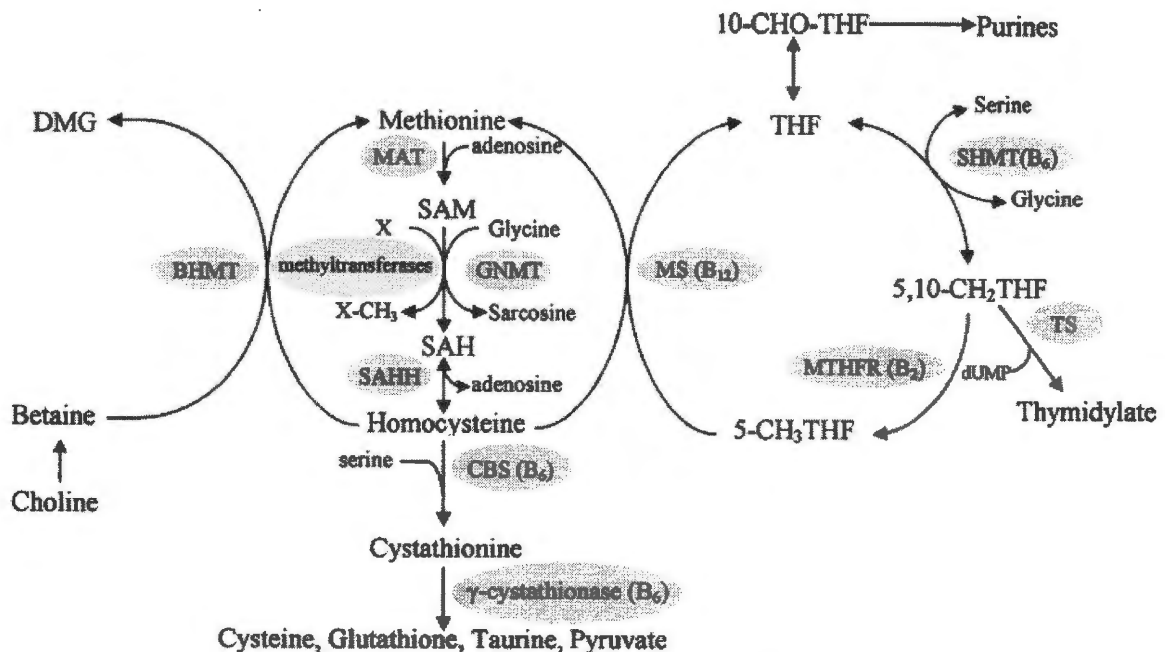 10-CHO-THF
Purines
DMG
Methionine
THF
Serine
MAT
adenosine
SHMT(B₆)
Glycine
SAM
X
Glycine
BHMT
methyltransferases
GNMT
MS (B₁₂)
5,10-CH₂THF
X-CH₃
Sarcosine
TS
SAH
MTHFR (B₂)
dUMP
SAHH
adenosine
Thymidylate
Betaine
Homocysteine
5-CH₃THF
serine
CBS (B₆)
Choline
Cystathionine
γ-cystathionase (B₆)
Cysteine, Glutathione, Taurine, Pyruvate